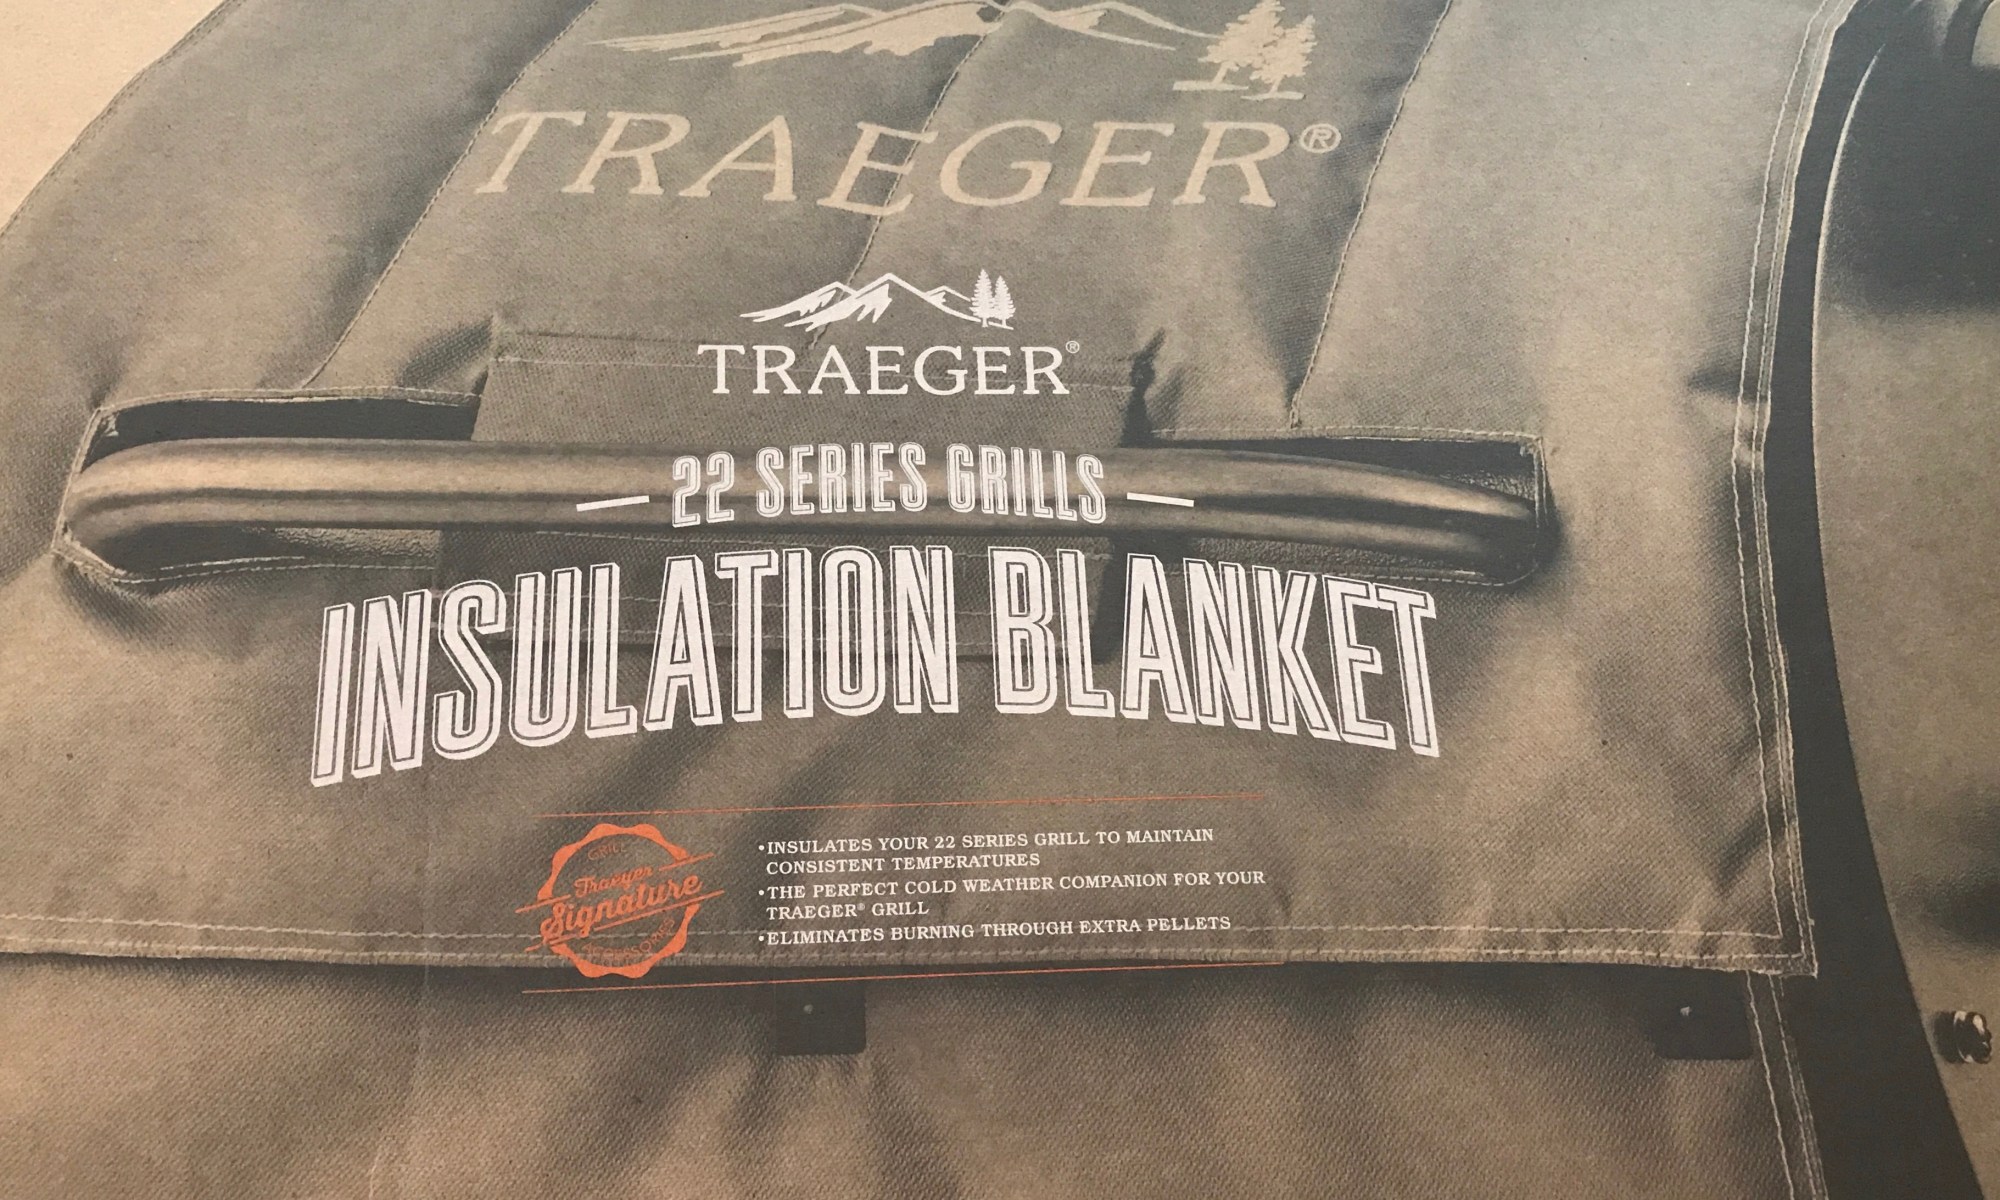 TRAEGER®
TRAEGER®
22 SERIES GRILLS
INSULATION BLANKET
GRILL
Traeger
Signature
ACCESSORIES
•INSULATES YOUR 22 SERIES GRILL TO MAINTAIN
CONSISTENT TEMPERATURES
•THE PERFECT COLD WEATHER COMPANION FOR YOUR
TRAEGER® GRILL
•ELIMINATES BURNING THROUGH EXTRA PELLETS